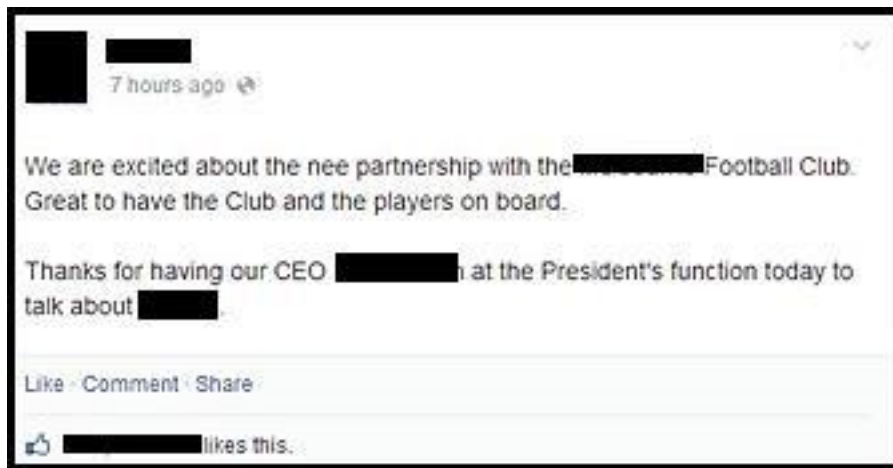 7 hours ago
We are excited about the nee partnership with the Football Club.
Great to have the Club and the players on board.
Thanks for having our CEO at the President's function today to
talk about .
Like · Comment · Share
likes this.